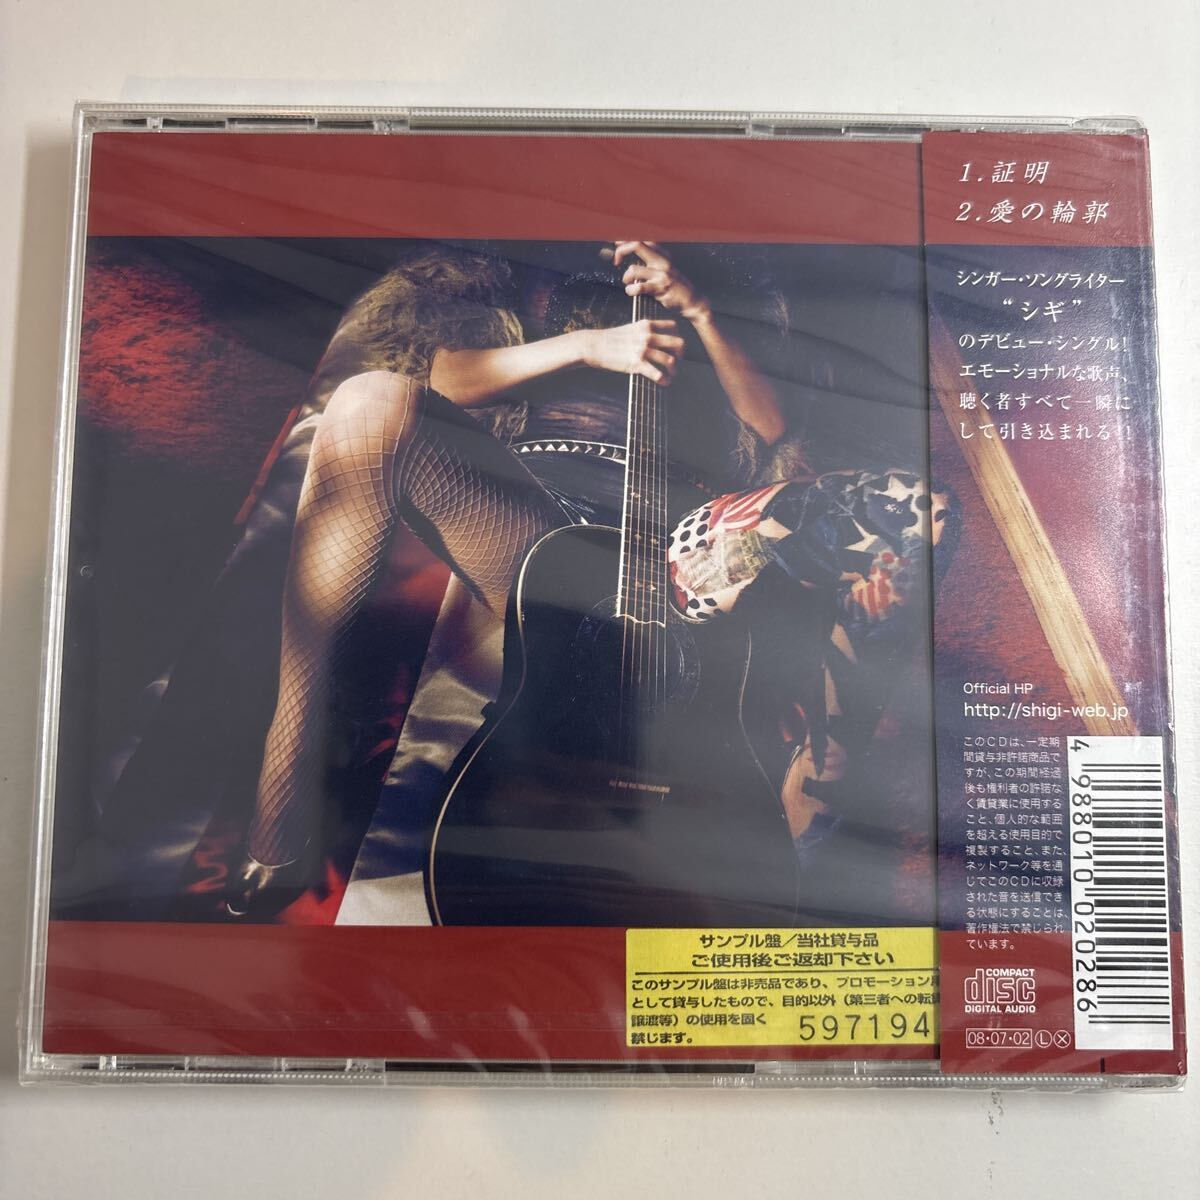 1.証明
2.愛の輪郭
シンガー・ソングライター
“シギ”
のデビュー・シングル!
エモーショナルな歌声、
聴く者すべて一瞬に
して引き込まれる!!
Official HP
http://shigi-web.jp
このCDは、一定期
間貸与非許諾商品で
すが、この期間経過
後も権利者の許諾な
く賃貸業に使用する
こと、個人的な範囲
を超える使用目的で
複製すること、また、
ネットワーク等を通
じてこのCDに収録
された音を送信でき
る状態にすることは、
著作権法で禁じられ
ています。
4 988010 020286
COMPACT
disc
DIGITAL AUDIO
08・07・02 L X
サンプル盤/当社貸与品
ご使用後ご返却下さい
このサンプル盤は非売品であり、プロモーション用
として貸与したもので、目的以外(第三者への転貸
譲渡等)の使用を固く
禁じます。
597194